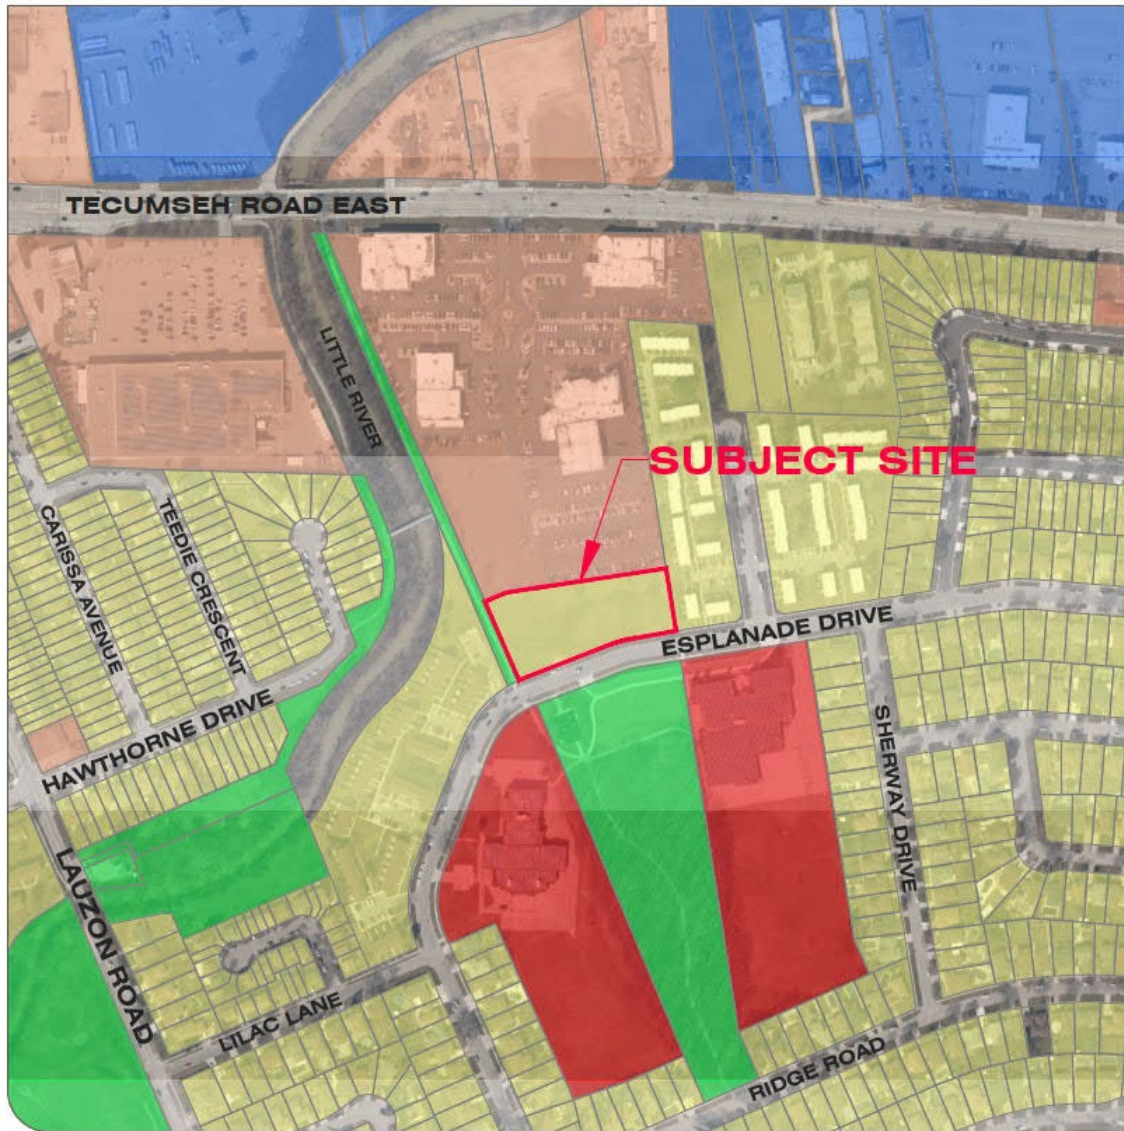 TECUMSEH ROAD EAST
LITTLE RIVER
SUBJECT SITE
CARISSA AVENUE
TEEDIE CRESCENT
ESPLANADE DRIVE
HAWTHORNE DRIVE
SHERWAY DRIVE
LAUZON ROAD
LILAC LANE
RIDGE ROAD